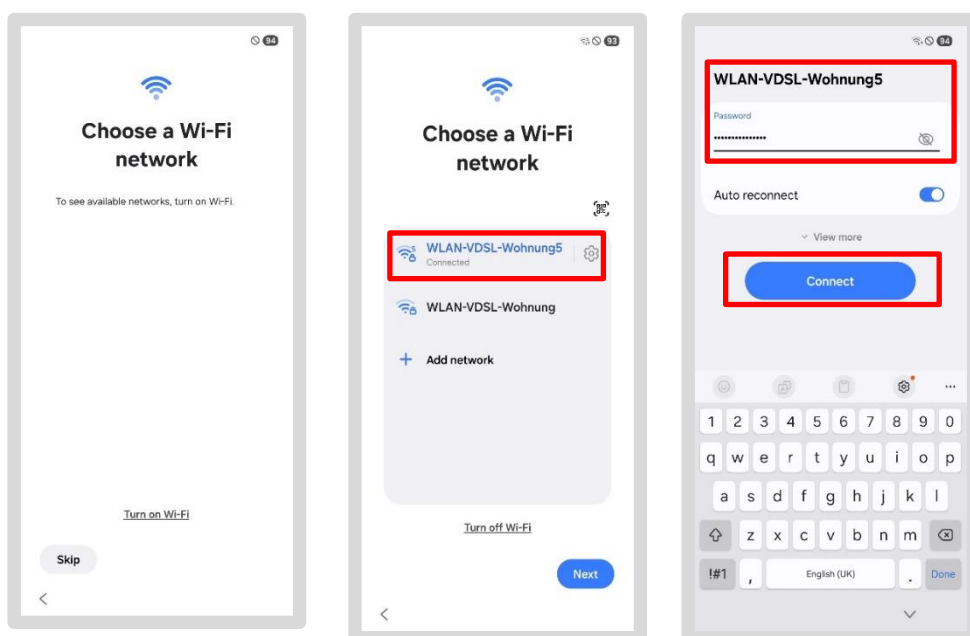 94
Choose a Wi-Fi
network
To see available networks, turn on Wi-Fi.
Turn on Wi-Fi
Skip
93
Choose a Wi-Fi
network
WLAN-VDSL-Wohnung5
Connected
WLAN-VDSL-Wohnung
+ Add network
Turn off Wi-Fi
Next
94
WLAN-VDSL-Wohnung5
Password
•••••••••••••••
Auto reconnect
View more
Connect
1 2 3 4 5 6 7 8 9 0
q w e r t y u i o p
a s d f g h j k l
z x c v b n m
!#1 , English (UK) . Done